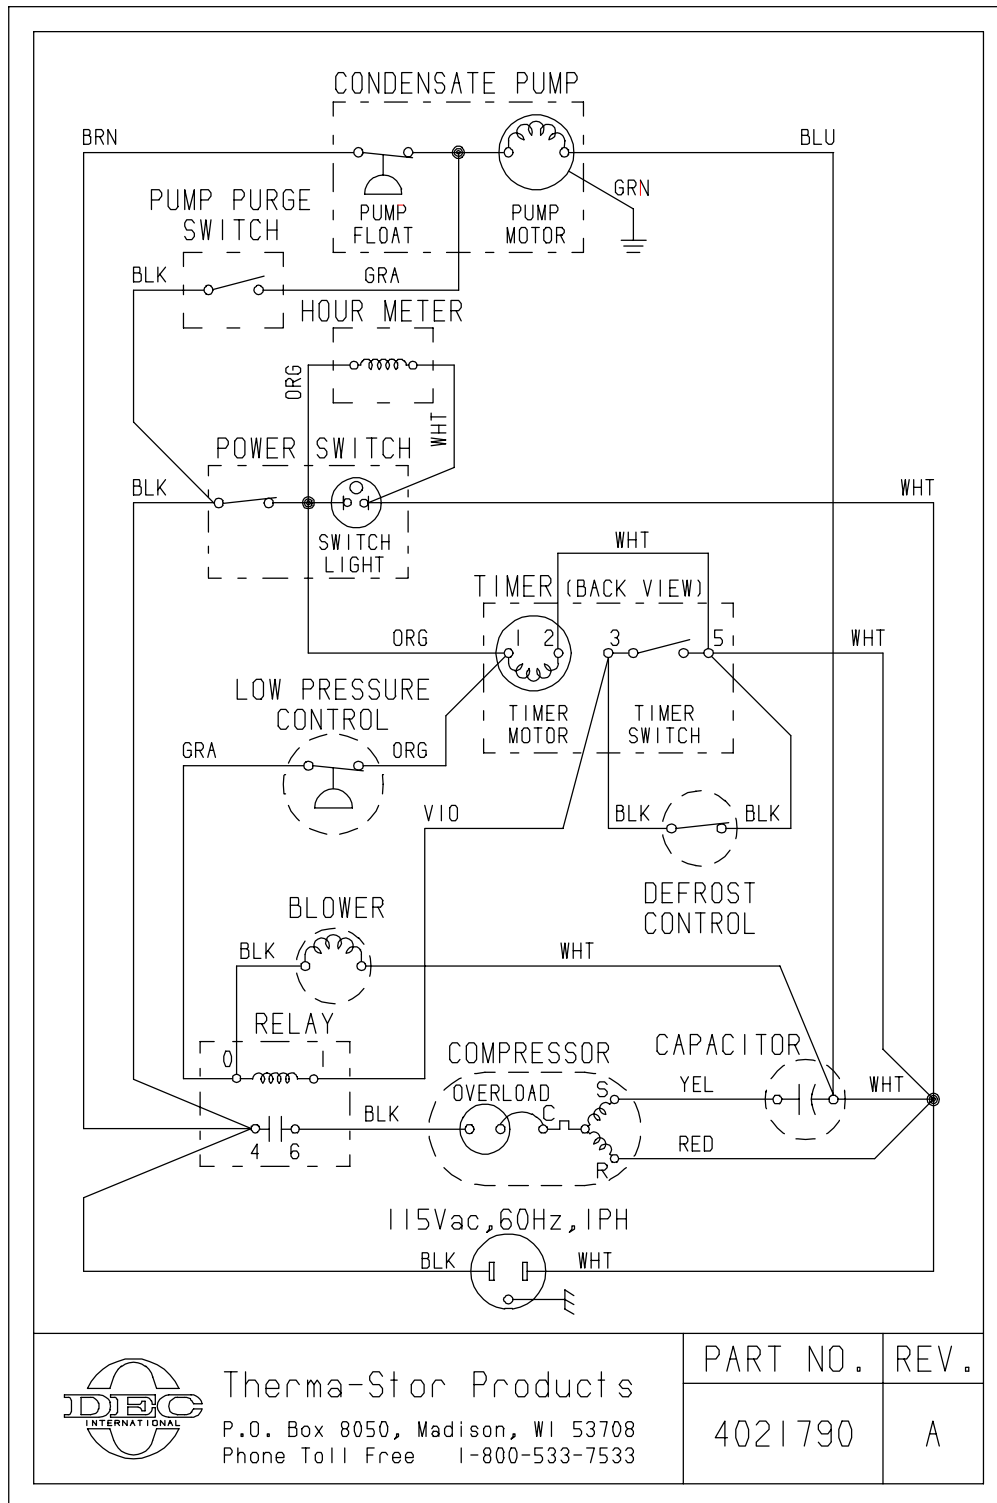 CONDENSATE PUMP
BRN
BLU
GRN
PUMP PURGE
SWITCH
PUMP
FLOAT
PUMP
MOTOR
BLK
GRA
HOUR METER
ORG
WHT
POWER SWITCH
BLK
WHT
SWITCH
LIGHT
WHT
TIMER (BACK VIEW)
ORG
1
2
3
5
WHT
LOW PRESSURE
CONTROL
TIMER
MOTOR
TIMER
SWITCH
GRA
ORG
VIO
BLK
BLK
DEFROST
CONTROL
BLOWER
BLK
WHT
RELAY
0
1
COMPRESSOR
CAPACITOR
OVERLOAD
S
YEL
WHT
BLK
C
4
6
R
RED
115Vac,60Hz,1PH
BLK
WHT
DEC
INTERNATIONAL
Therma-Stor Products
P.O. Box 8050, Madison, WI 53708
Phone Toll Free 1-800-533-7533
PART NO.
REV.
4021790
A